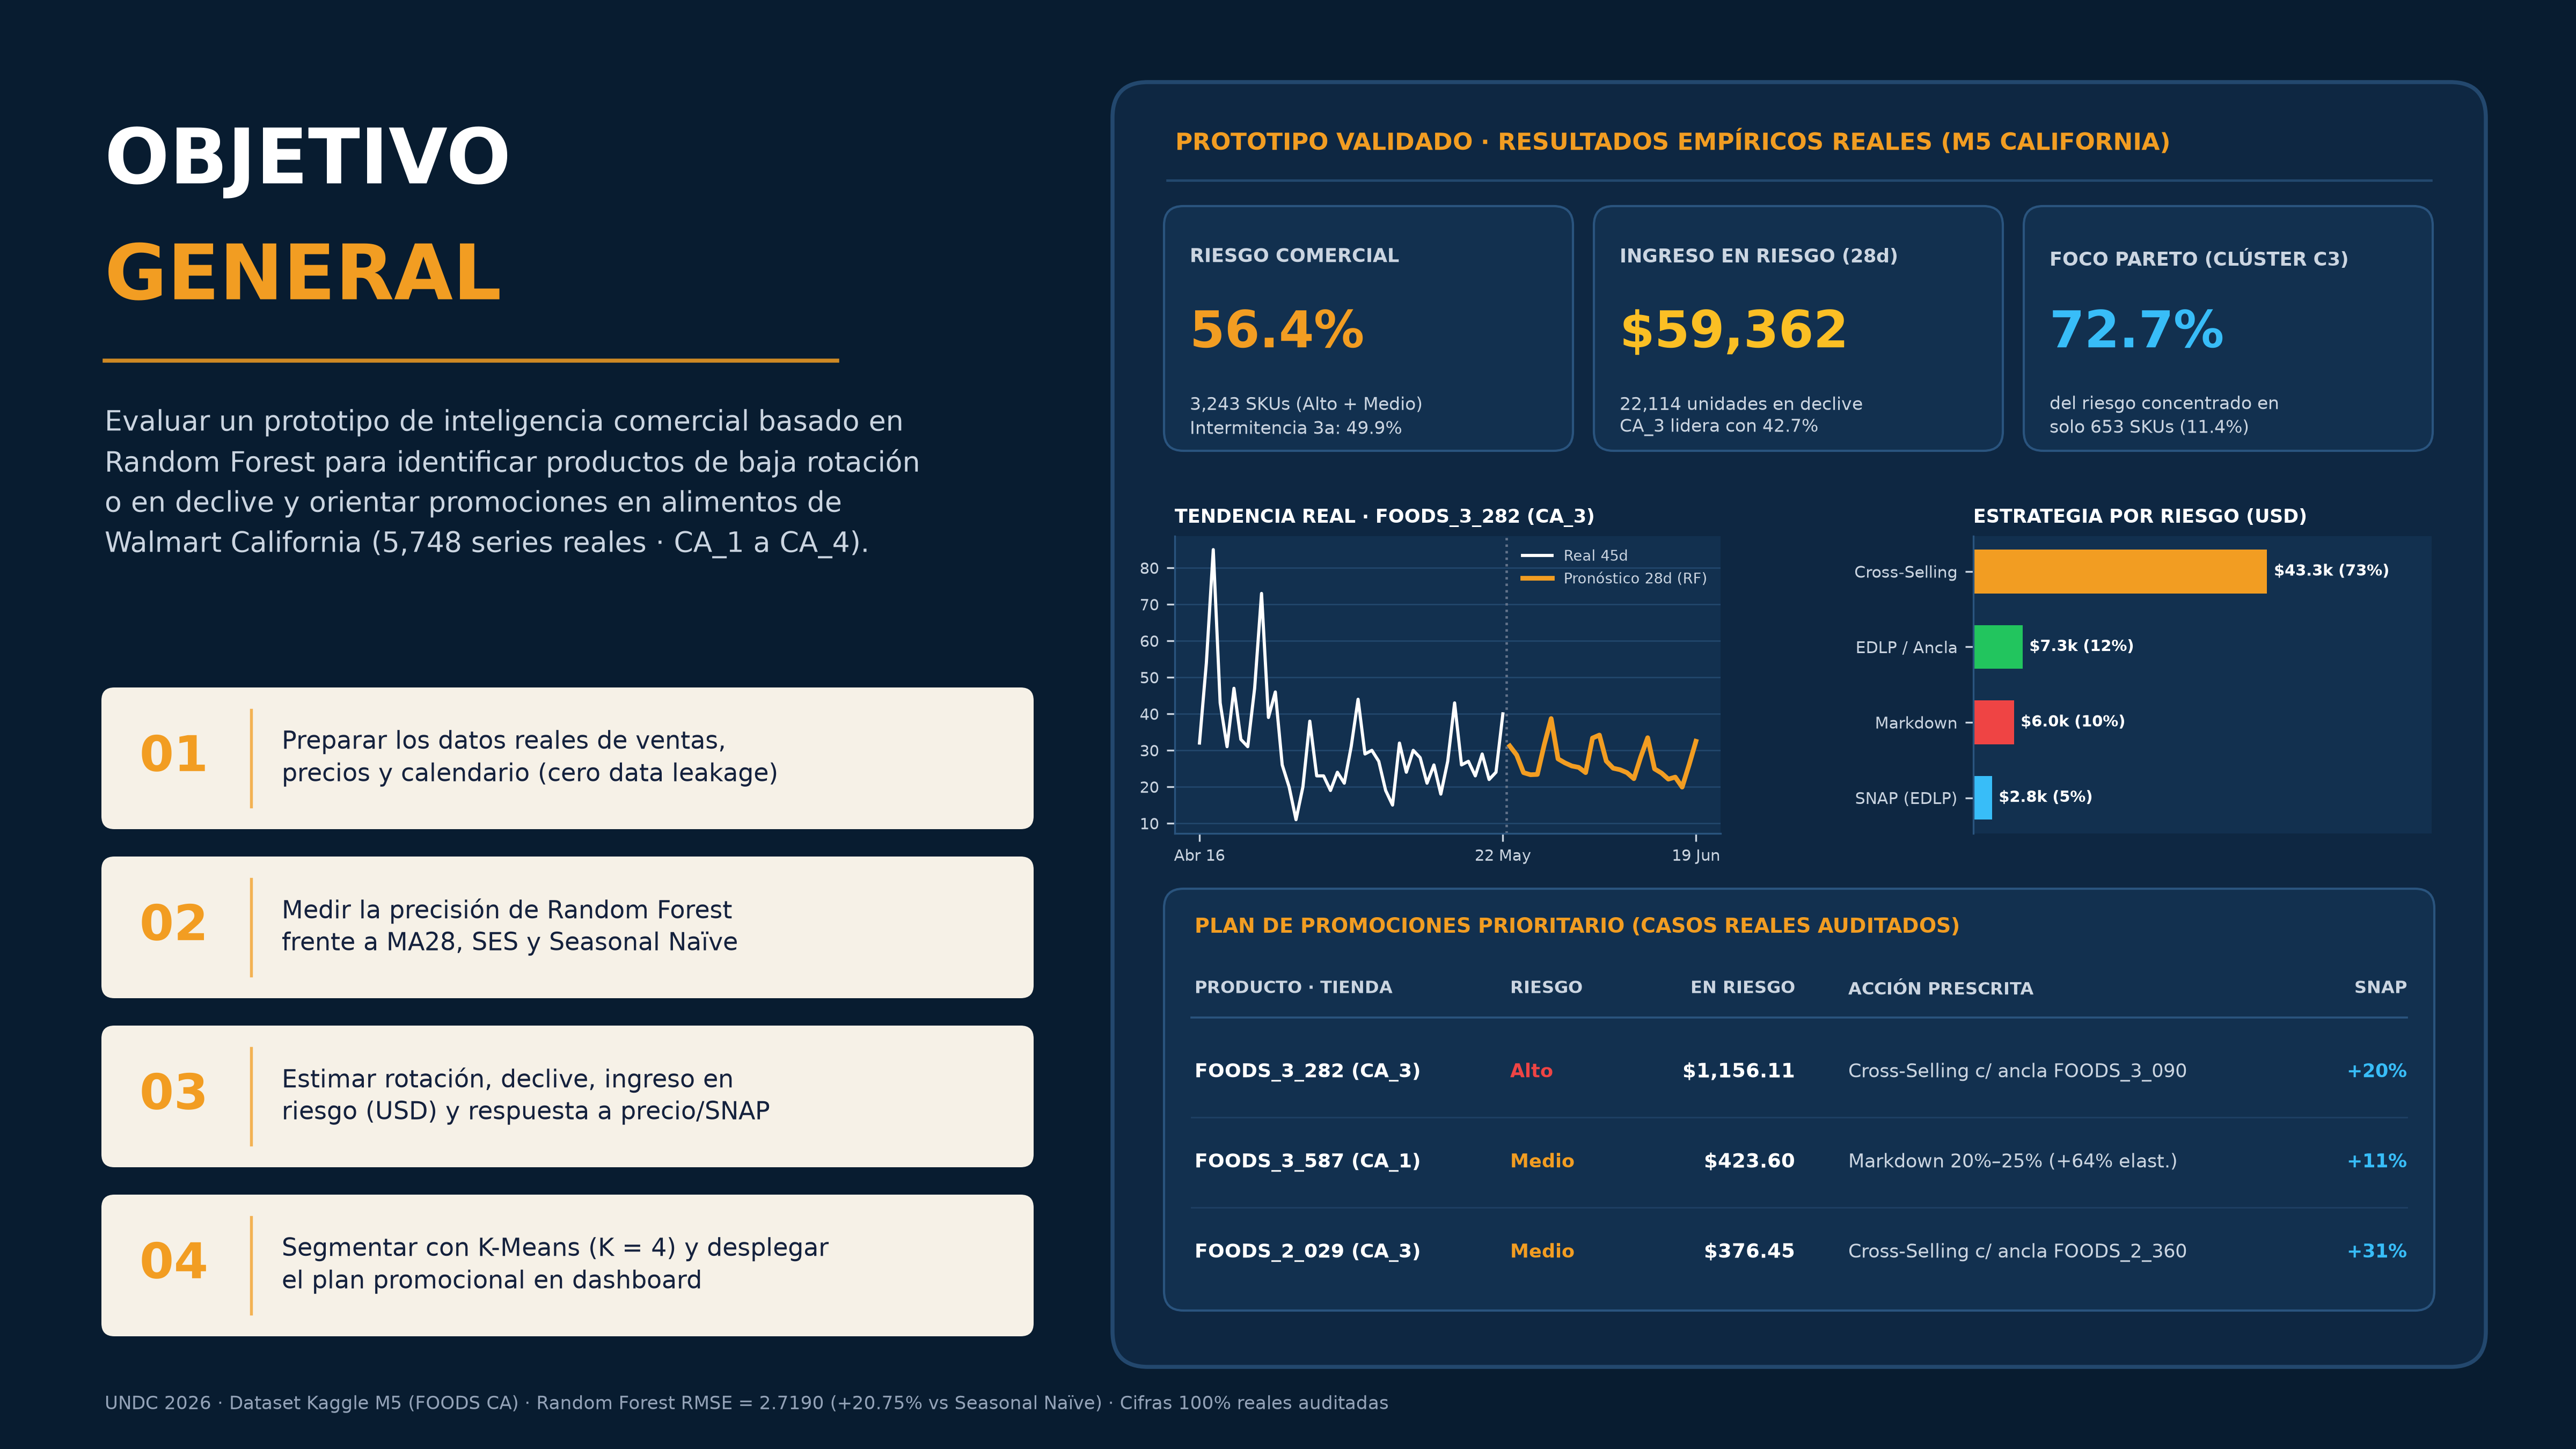 OBJETIVO
GENERAL
Evaluar un prototipo de inteligencia comercial basado en
Random Forest para identificar productos de baja rotación
o en declive y orientar promociones en alimentos de
Walmart California (5,748 series reales · CA_1 a CA_4).
01
Preparar los datos reales de ventas,
precios y calendario (cero data leakage)
02
Medir la precisión de Random Forest
frente a MA28, SES y Seasonal Naïve
03
Estimar rotación, declive, ingreso en
riesgo (USD) y respuesta a precio/SNAP
04
Segmentar con K-Means (K = 4) y desplegar
el plan promocional en dashboard
PROTOTIPO VALIDADO · RESULTADOS EMPÍRICOS REALES (M5 CALIFORNIA)
RIESGO COMERCIAL
56.4%
3,243 SKUs (Alto + Medio)
Intermitencia 3a: 49.9%
INGRESO EN RIESGO (28d)
$59,362
22,114 unidades en declive
CA_3 lidera con 42.7%
FOCO PARETO (CLÚSTER C3)
72.7%
del riesgo concentrado en
solo 653 SKUs (11.4%)
TENDENCIA REAL · FOODS_3_282 (CA_3)
Real 45d
Pronóstico 28d (RF)
80
70
60
50
40
30
20
10
Abr 16
22 May
19 Jun
ESTRATEGIA POR RIESGO (USD)
Cross-Selling
$43.3k (73%)
EDLP / Ancla
$7.3k (12%)
Markdown
$6.0k (10%)
SNAP (EDLP)
$2.8k (5%)
PLAN DE PROMOCIONES PRIORITARIO (CASOS REALES AUDITADOS)
PRODUCTO · TIENDA RIESGO EN RIESGO ACCIÓN PRESCRITA SNAP
FOODS_3_282 (CA_3) Alto $1,156.11 Cross-Selling c/ ancla FOODS_3_090 +20%
FOODS_3_587 (CA_1) Medio $423.60 Markdown 20%–25% (+64% elast.) +11%
FOODS_2_029 (CA_3) Medio $376.45 Cross-Selling c/ ancla FOODS_2_360 +31%
UNDC 2026 · Dataset Kaggle M5 (FOODS CA) · Random Forest RMSE = 2.7190 (+20.75% vs Seasonal Naïve) · Cifras 100% reales auditadas